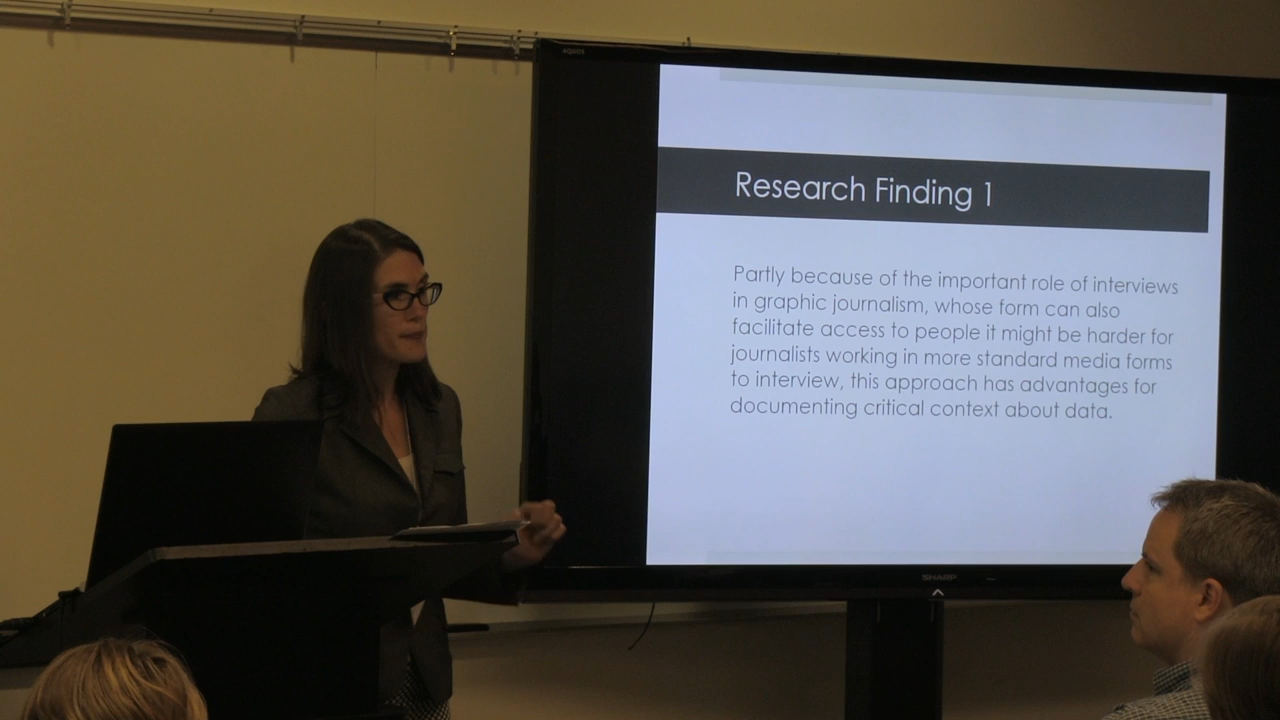 AQUOS
Research Finding 1
Partly because of the important role of interviews
in graphic journalism, whose form can also
facilitate access to people it might be harder for
journalists working in more standard media forms
to interview, this approach has advantages for
documenting critical context about data.
SHARP